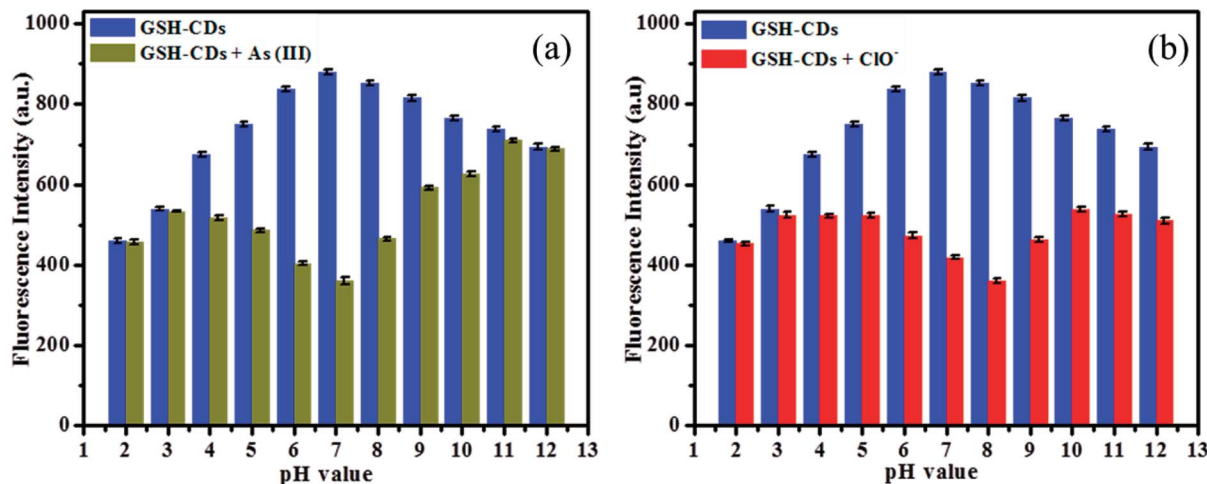 (a)
GSH-CDs
GSH-CDs + As (III)
Fluorescence Intensity (a.u.)
1000
800
600
400
200
0
1 2 3 4 5 6 7 8 9 10 11 12 13
pH value
(b)
GSH-CDs
GSH-CDs + ClO⁻
Fluorescence Intensity (a.u)
1000
800
600
400
200
0
1 2 3 4 5 6 7 8 9 10 11 12 13
pH value